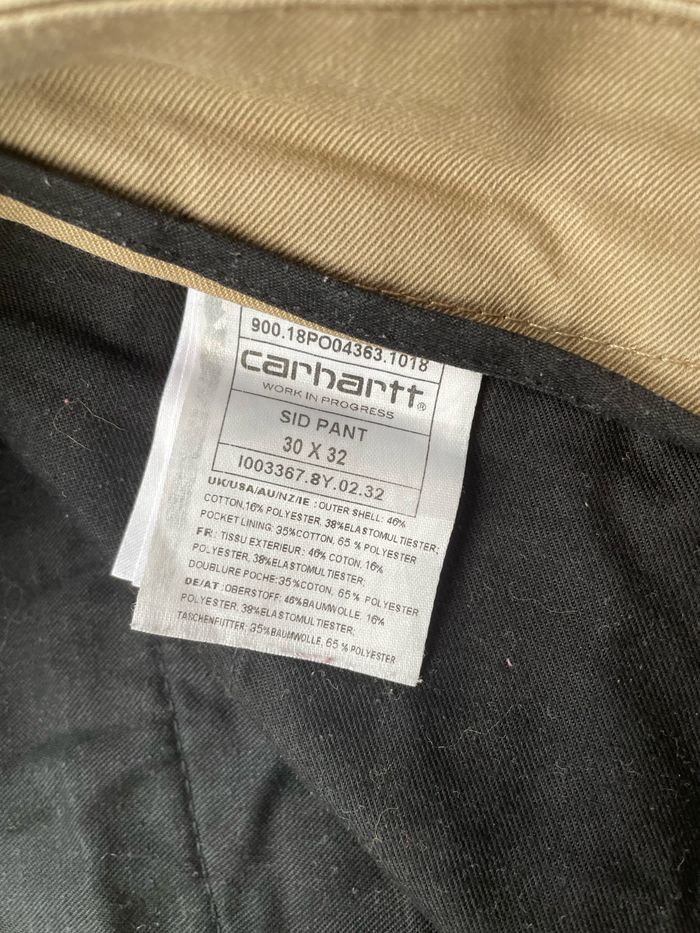 900.18PO04363.1018
carhartt®
WORK IN PROGRESS
SID PANT
30 X 32
I003367.8Y.02.32
UK/USA/AU/NZ/IE : OUTER SHELL: 46%
COTTON,16% POLYESTER, 38%ELASTOMULTIESTER;
POCKET LINING: 35%COTTON, 65 % POLYESTER
FR: TISSU EXTERIEUR: 46% COTON, 16%
POLYESTER, 38%ELASTOMULTIESTER;
DOUBLURE POCHE:35%COTON, 65% POLYESTER
DE/AT :OBERSTOFF: 46%BAUMWOLLE, 16%
POLYESTER, 38%ELASTOMULTIESTER;
TASCHENFUTTER: 35%BAUMWOLLE, 65 % POLYESTER